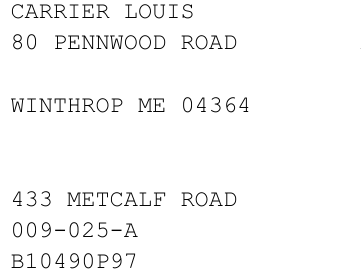 CARRIER LOUIS
80 PENNWOOD ROAD
WINTHROP ME 04364
433 METCALF ROAD
009-025-A
B10490P97